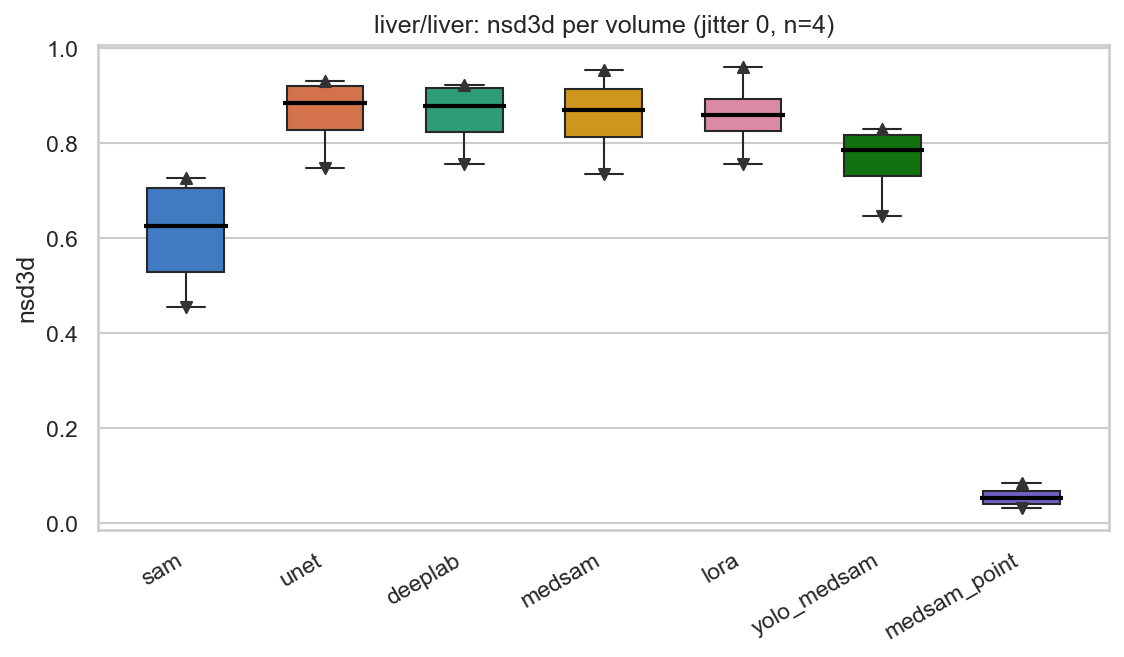 liver/liver: nsd3d per volume (jitter 0, n=4)
nsd3d
1.0
0.8
0.6
0.4
0.2
0.0
sam
unet
deeplab
medsam
lora
yolo_medsam
medsam_point